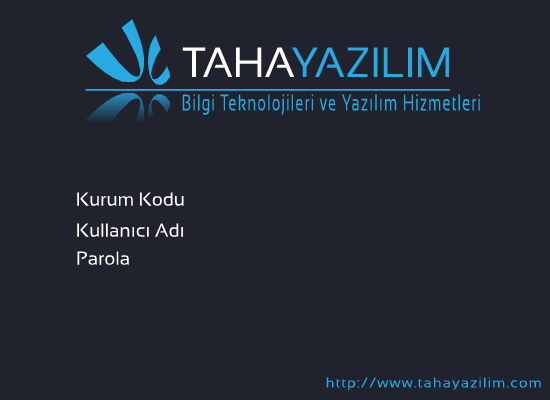 TAHAYAZILIM
Bilgi Teknolojileri ve Yazılım Hizmetleri
Kurum Kodu
Kullanıcı Adı
Parola
http://www.tahayazilim.com